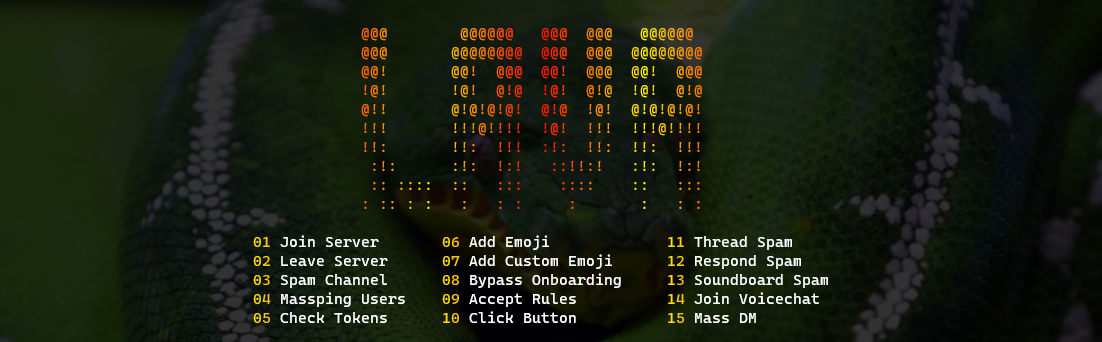 LAVA
01 Join Server
02 Leave Server
03 Spam Channel
04 Massping Users
05 Check Tokens
06 Add Emoji
07 Add Custom Emoji
08 Bypass Onboarding
09 Accept Rules
10 Click Button
11 Thread Spam
12 Respond Spam
13 Soundboard Spam
14 Join Voicechat
15 Mass DM